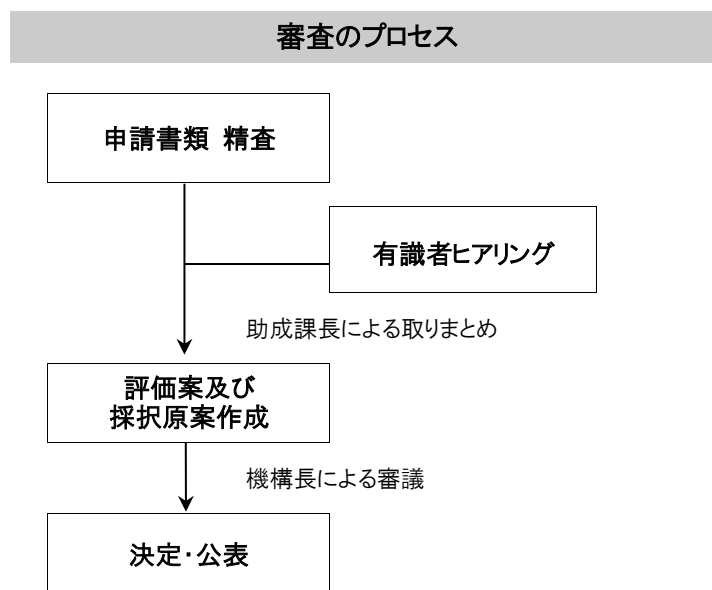 審査のプロセス
申請書類 精査
有識者ヒアリング
助成課長による取りまとめ
評価案及び
採択原案作成
機構長による審議
決定・公表